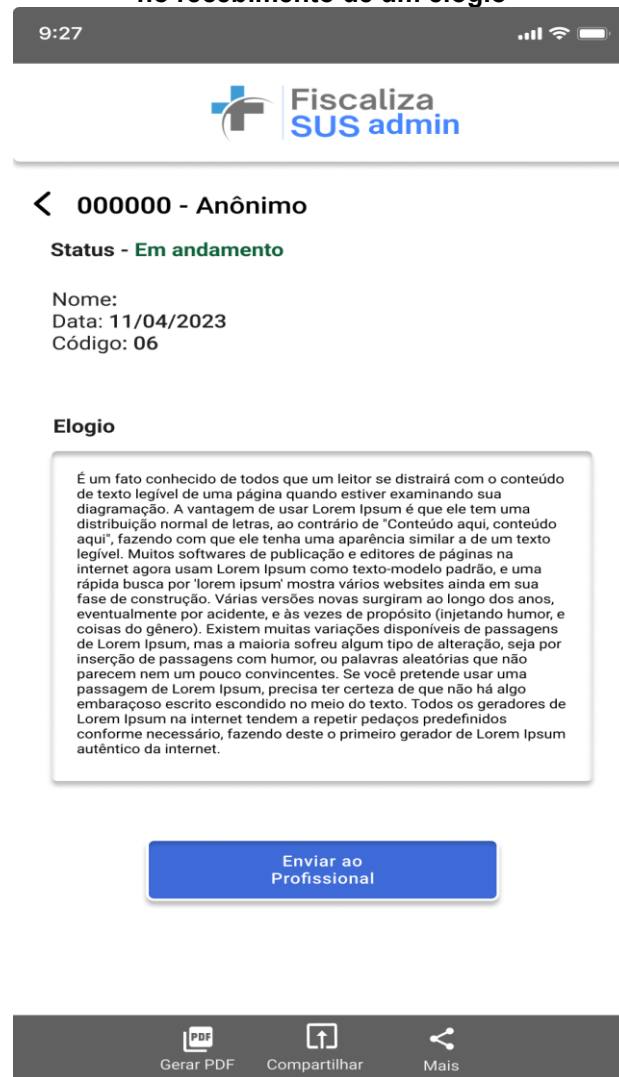 no recebimento de um elogio
9:27
Fiscaliza
SUS admin
000000 - Anônimo
Status - Em andamento
Nome:
Data: 11/04/2023
Código: 06
Elogio
É um fato conhecido de todos que um leitor se distrairá com o conteúdo
de texto legível de uma página quando estiver examinando sua
diagramação. A vantagem de usar Lorem Ipsum é que ele tem uma
distribuição normal de letras, ao contrário de "Conteúdo aqui, conteúdo
aqui", fazendo com que ele tenha uma aparência similar a de um texto
legível. Muitos softwares de publicação e editores de páginas na
internet agora usam Lorem Ipsum como texto-modelo padrão, e uma
rápida busca por 'lorem ipsum' mostra vários websites ainda em sua
fase de construção. Várias versões novas surgiram ao longo dos anos,
eventualmente por acidente, e às vezes de propósito (injetando humor, e
coisas do gênero). Existem muitas variações disponíveis de passagens
de Lorem Ipsum, mas a maioria sofreu algum tipo de alteração, seja por
inserção de passagens com humor, ou palavras aleatórias que não
parecem nem um pouco convincentes. Se você pretende usar uma
passagem de Lorem Ipsum, precisa ter certeza de que não há algo
embaraçoso escrito escondido no meio do texto. Todos os geradores de
Lorem Ipsum na internet tendem a repetir pedaços predefinidos
conforme necessário, fazendo deste o primeiro gerador de Lorem Ipsum
autêntico da internet.
Enviar ao
Profissional
PDF
Gerar PDF Compartilhar Mais